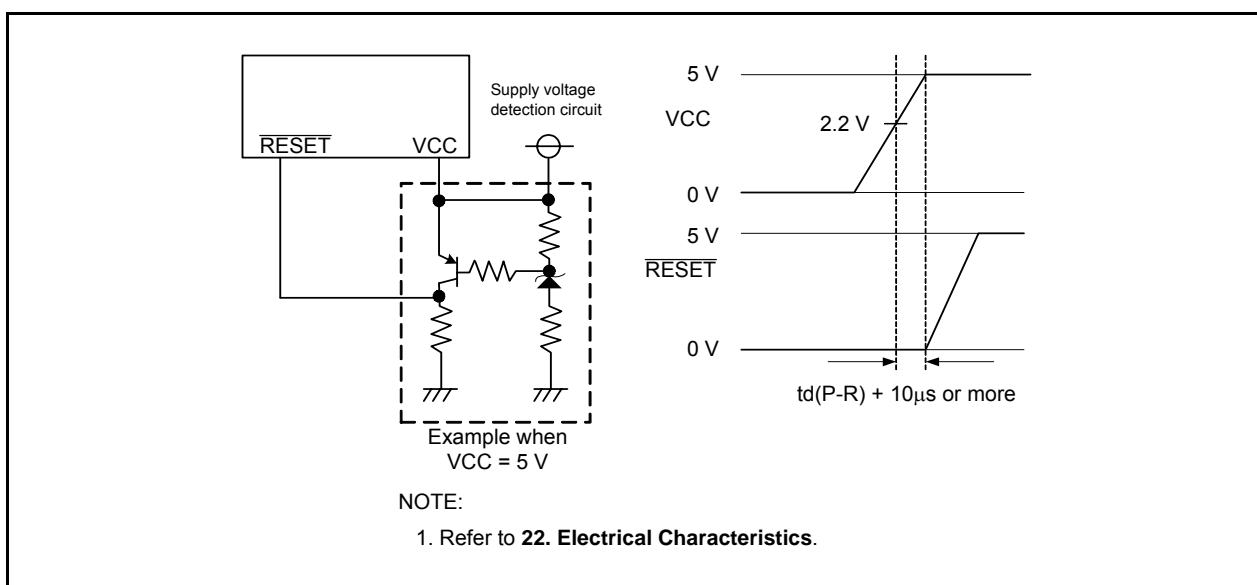 RESET
VCC
Supply voltage
detection circuit
Example when
VCC = 5 V
5 V
VCC
2.2 V
0 V
5 V
RESET
0 V
td(P-R) + 10μs or more
NOTE:
1. Refer to 22. Electrical Characteristics.